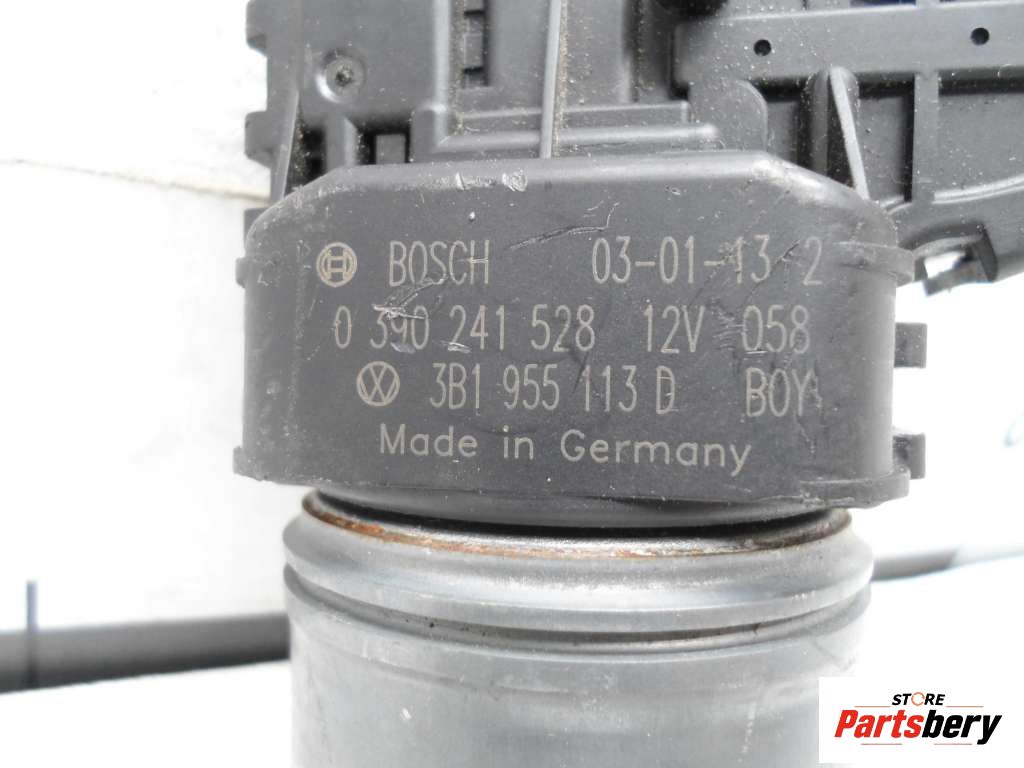 BOSCH 03-01-13 2
0 390 241 528 12V 058
3B1 955 113 D BOY
Made in Germany
STORE
Partsbery